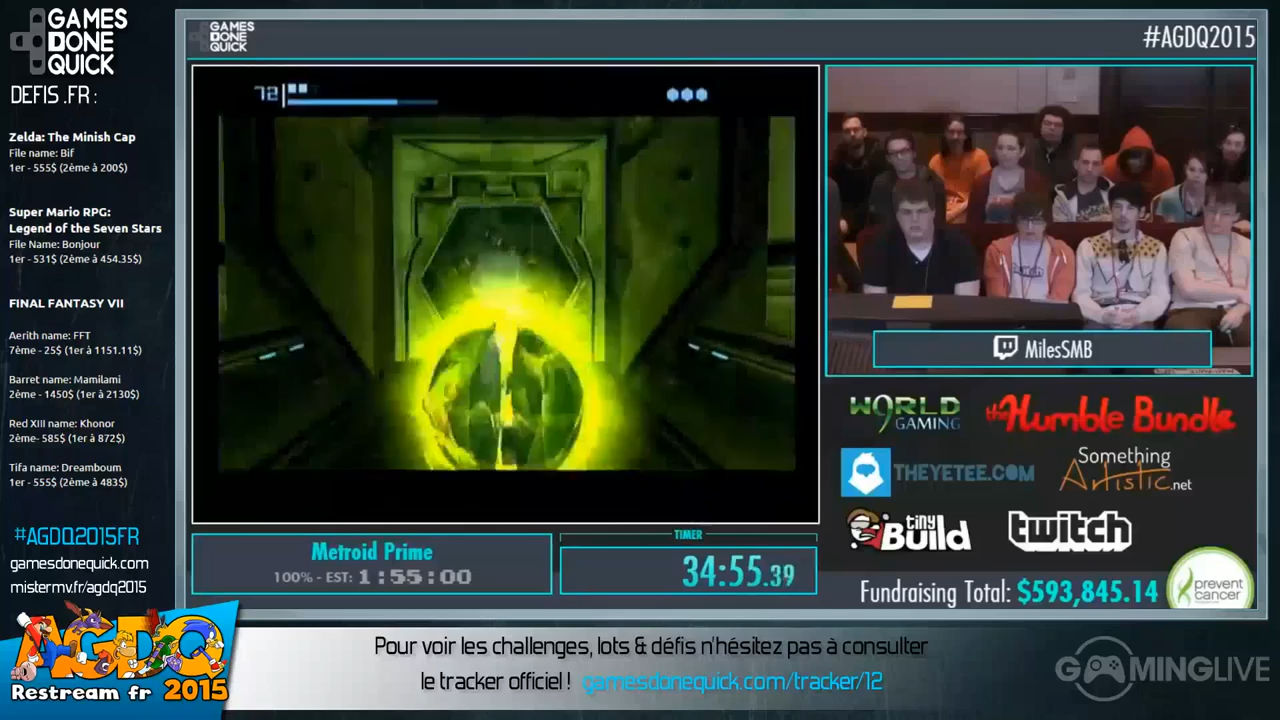 GAMES
DONE
QUICK
DEFIS .FR :
Zelda: The Minish Cap
File name: Bif
1er - 555$ (2ème à 200$)
Super Mario RPG:
Legend of the Seven Stars
File Name: Bonjour
1er - 531$ (2ème à 454.35$)
FINAL FANTASY VII
Aerith name: FFT
7ème - 25$ (1er à 1151.11$)
Barret name: Mamilami
2ème - 1450$ (1er à 2130$)
Red XIII name: Khonor
2ème- 585$ (1er à 872$)
Tifa name: Dreamboum
1er - 555$ (2ème à 483$)
#AGDQ2015FR
gamesdonequick.com
mistermv.fr/agdq2015
AGDQ
Restream fr 2015
GAMES
DONE
QUICK
#AGDQ2015
72
Metroid Prime
100% - EST: 1:55:00
TIMER
34:55.39
MilesSMB
W9RLD
GAMING
the Humble Bundle
THEYETEE.COM
Something
Artistic.net
tiny
Build
twitch
Fundraising Total: $593,845.14
prevent
cancer
Pour voir les challenges, lots & défis n'hésitez pas à consulter
le tracker officiel ! gamesdonequick.com/tracker/12
GAMINGLIVE